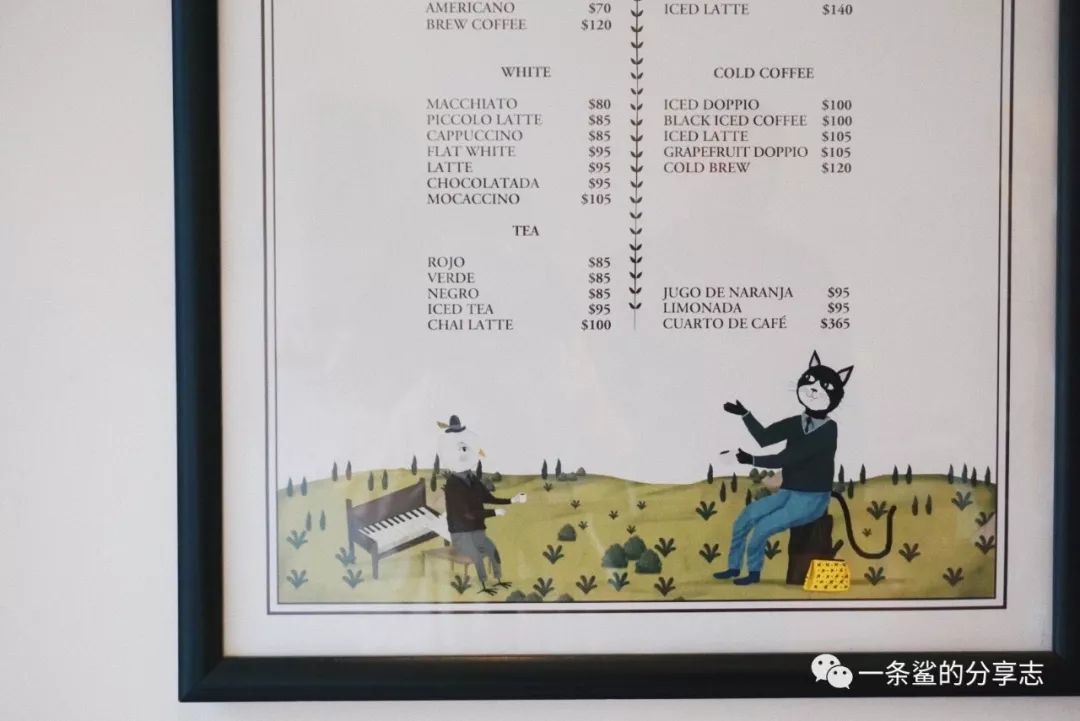 AMERICANO $70
BREW COFFEE $120
WHITE
MACCHIATO $80
PICCOLO LATTE $85
CAPPUCCINO $85
FLAT WHITE $95
LATTE $95
CHOCOLATADA $95
MOCACCINO $105
TEA
ROJO $85
VERDE $85
NEGRO $85
ICED TEA $95
CHAI LATTE $100
ICED LATTE $140
COLD COFFEE
ICED DOPPIO $100
BLACK ICED COFFEE $100
ICED LATTE $105
GRAPEFRUIT DOPPIO $105
COLD BREW $120
JUGO DE NARANJA $95
LIMONADA $95
CUARTO DE CAFÉ $365
一条鲨的分享志